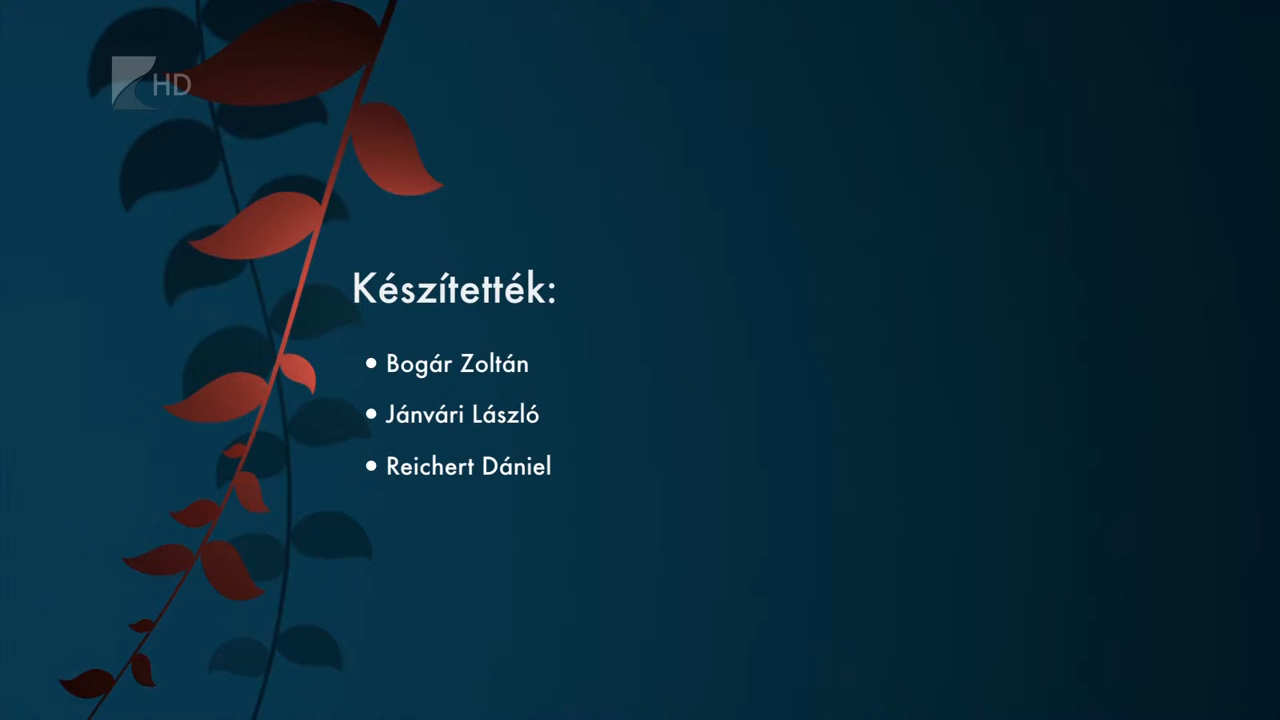 HD
Készítették:
• Bogár Zoltán
• Jánvári László
• Reichert Dániel